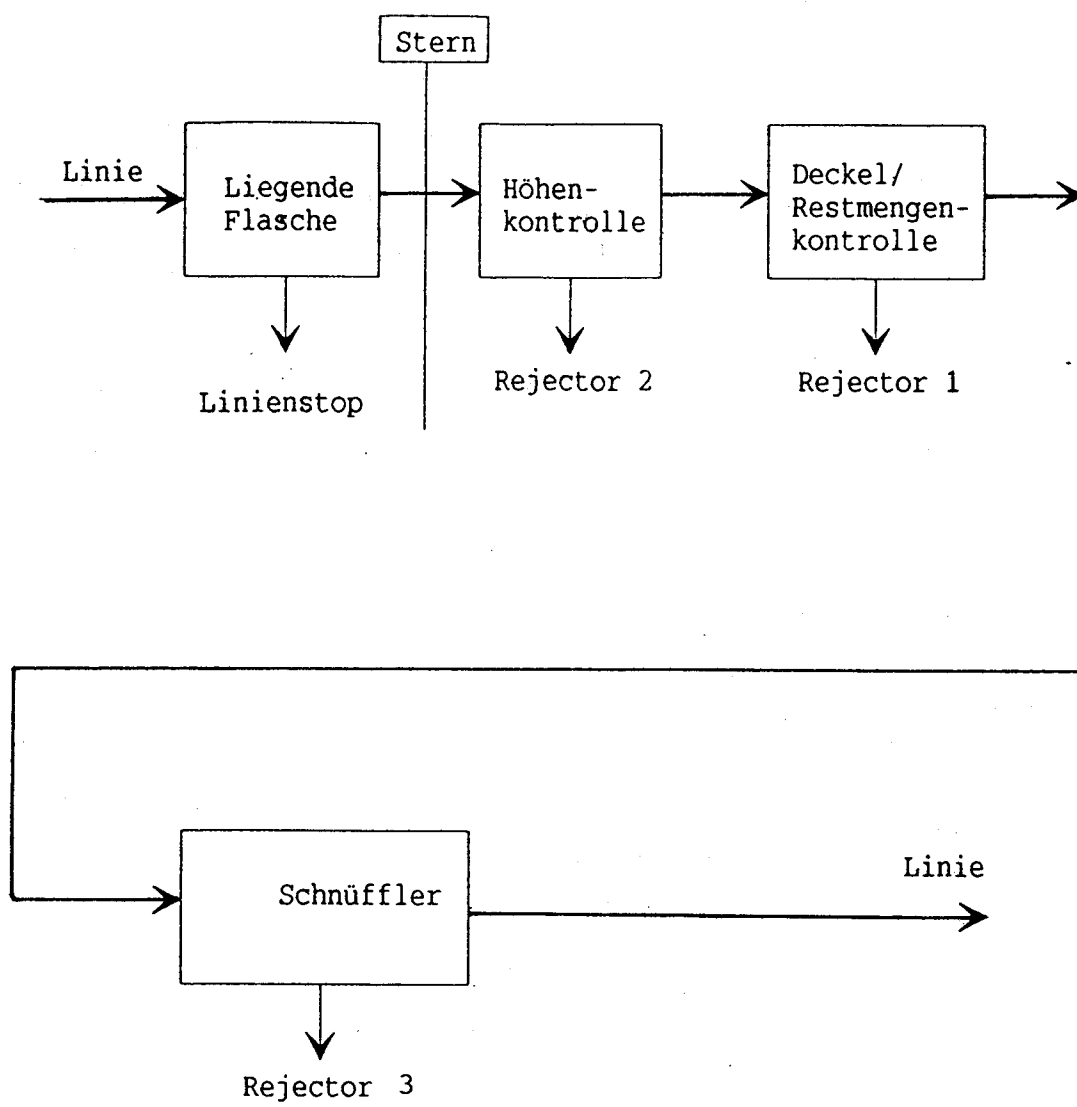 Stern
Linie
Liegende
Flasche
Höhen-
kontrolle
Deckel/
Restmengen-
kontrolle
Linienstop
Rejector 2
Rejector 1
Schnüffler
Linie
Rejector 3